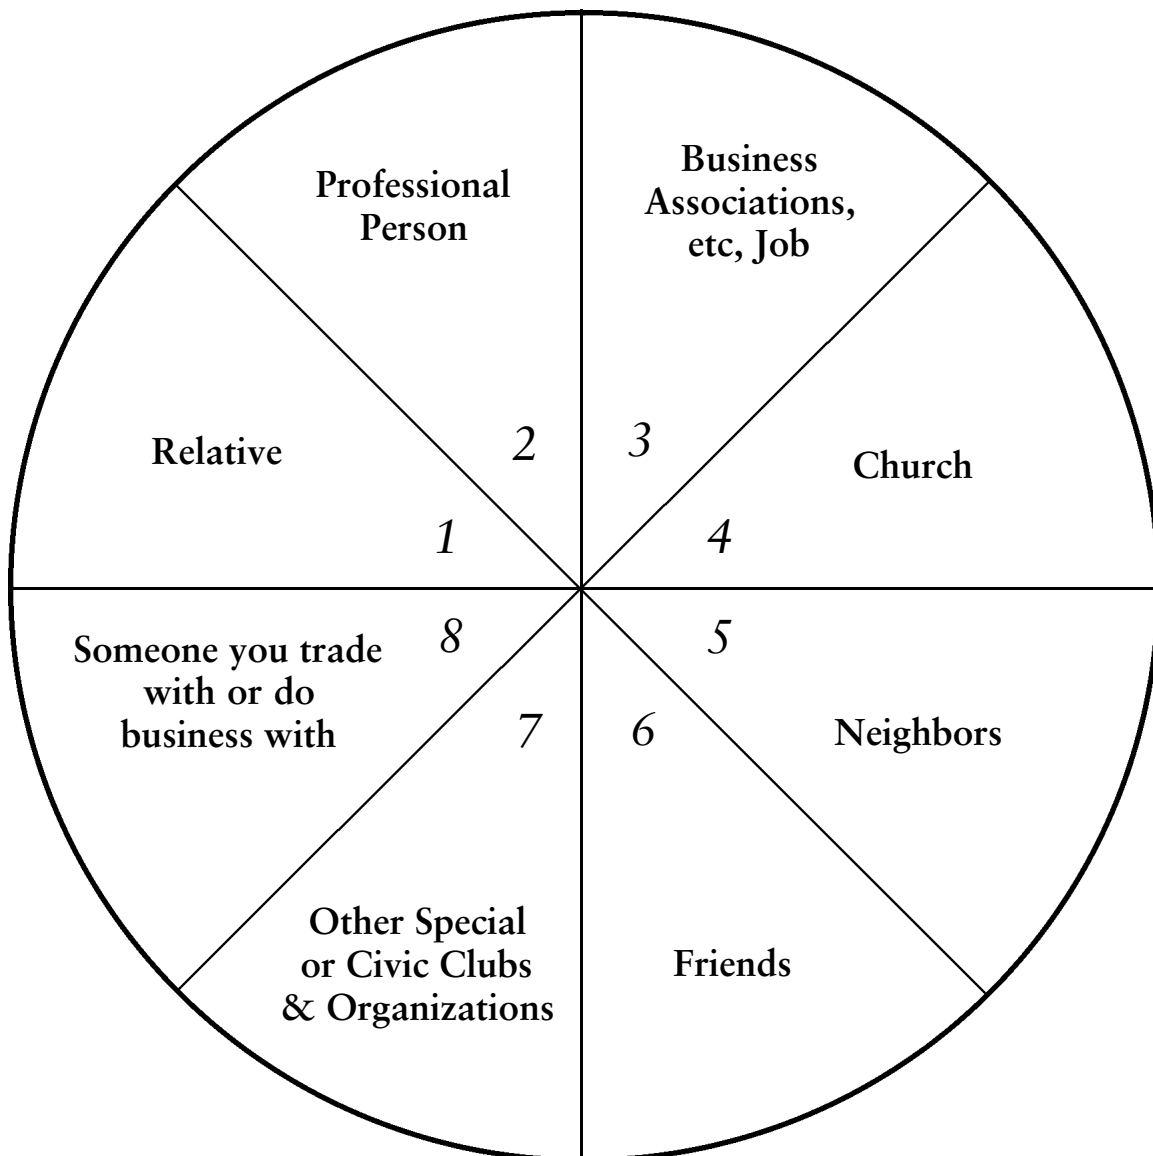 Professional
Person
2
Business
Associations,
etc, Job
3
Church
4
Neighbors
5
Friends
6
Other Special
or Civic Clubs
& Organizations
7
Someone you trade
with or do
business with
8
Relative
1